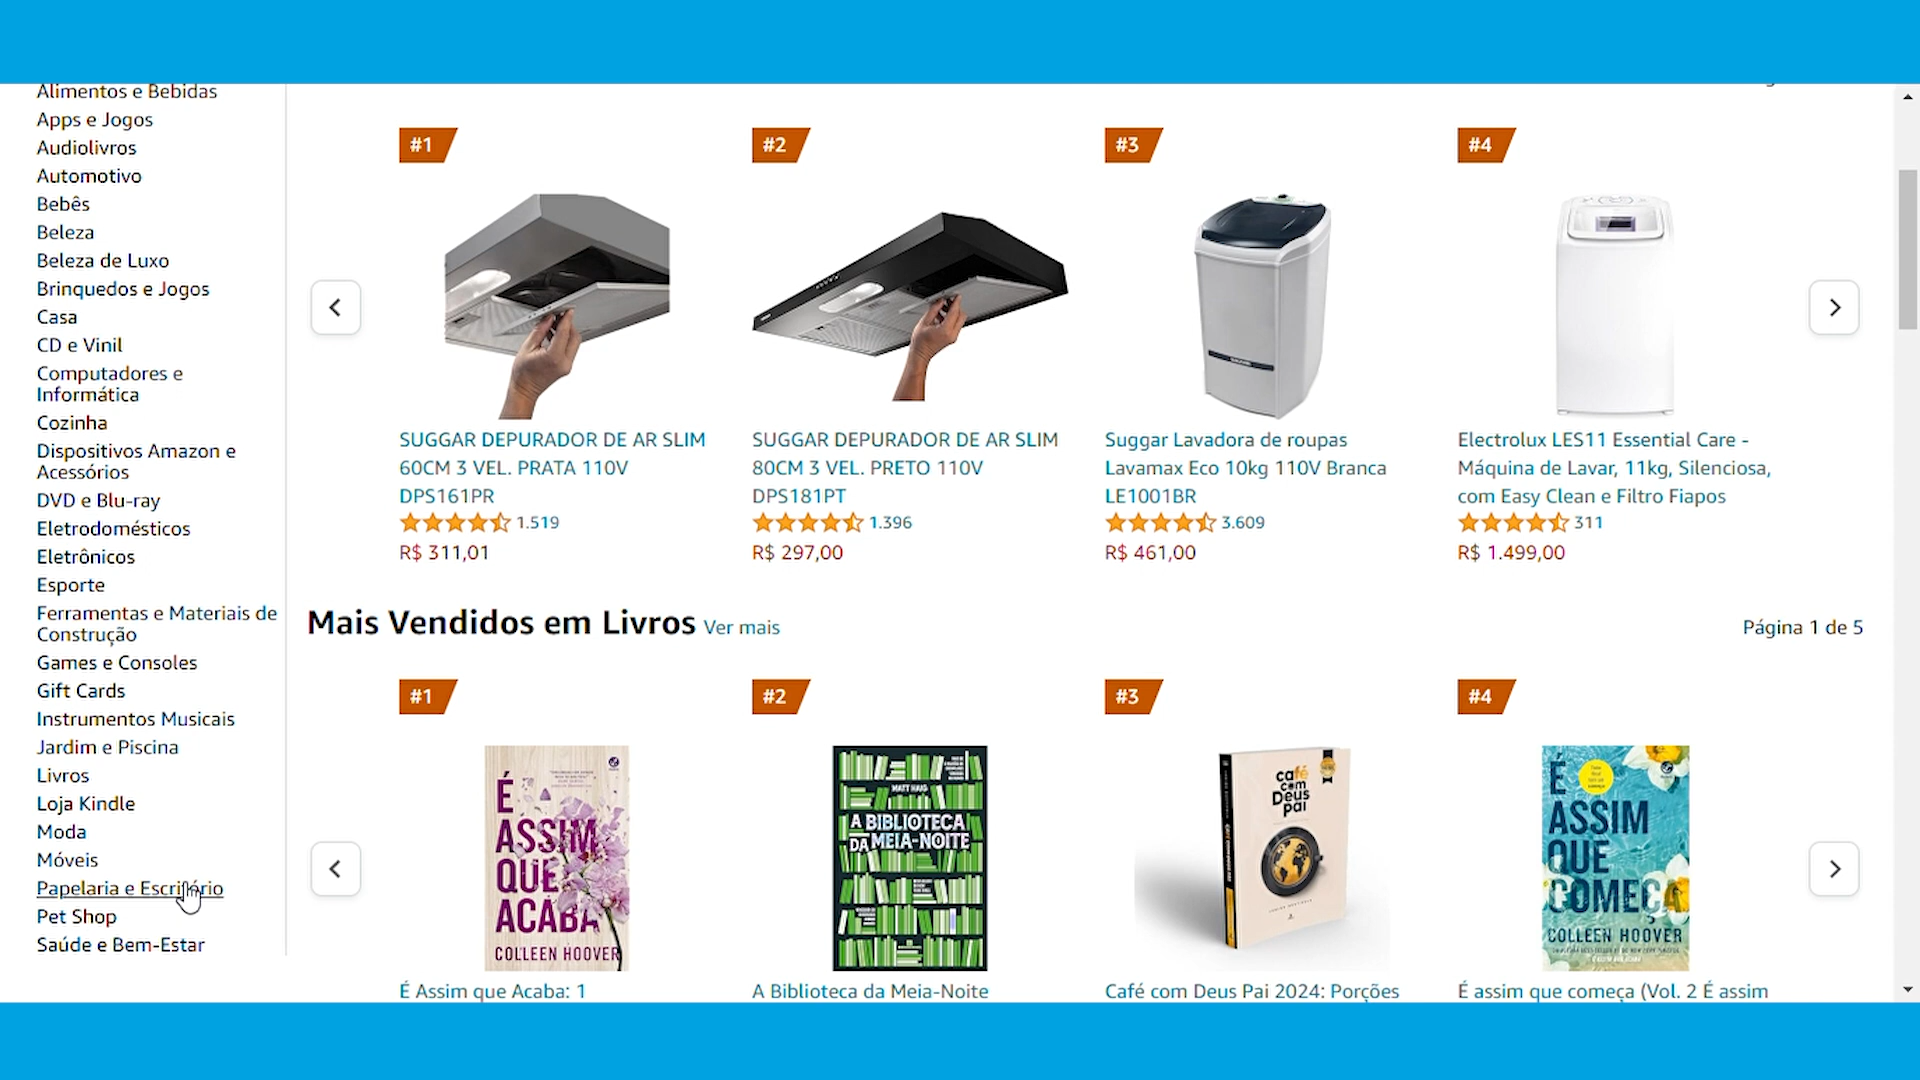 Alimentos e Bebidas
Apps e Jogos
Audiolivros
Automotivo
Bebês
Beleza
Beleza de Luxo
Brinquedos e Jogos
Casa
CD e Vinil
Computadores e
Informática
Cozinha
Dispositivos Amazon e
Acessórios
DVD e Blu-ray
Eletrodomésticos
Eletrônicos
Esporte
Ferramentas e Materiais de
Construção
Games e Consoles
Gift Cards
Instrumentos Musicais
Jardim e Piscina
Livros
Loja Kindle
Moda
Móveis
Papelaria e Escritório
Pet Shop
Saúde e Bem-Estar
#1
SUGGAR DEPURADOR DE AR SLIM
60CM 3 VEL. PRATA 110V
DPS161PR
1.519
R$ 311,01
#2
SUGGAR DEPURADOR DE AR SLIM
80CM 3 VEL. PRETO 110V
DPS181PT
1.396
R$ 297,00
#3
Suggar Lavadora de roupas
Lavamax Eco 10kg 110V Branca
LE1001BR
3.609
R$ 461,00
#4
Electrolux LES11 Essential Care -
Máquina de Lavar, 11kg, Silenciosa,
com Easy Clean e Filtro Fiapos
311
R$ 1.499,00
Mais Vendidos em Livros Ver mais
Página 1 de 5
#1
É
ASSIM
QUE
ACABA
COLLEEN HOOVER
É Assim que Acaba: 1
#2
MATT HAIG
A BIBLIOTECA
DA MEIA-NOITE
A Biblioteca da Meia-Noite
#3
café
com
Deus
pai
Café com Deus Pai 2024: Porções
#4
É
ASSIM
QUE
COMEÇA
COLLEEN HOOVER
É assim que começa (Vol. 2 É assim